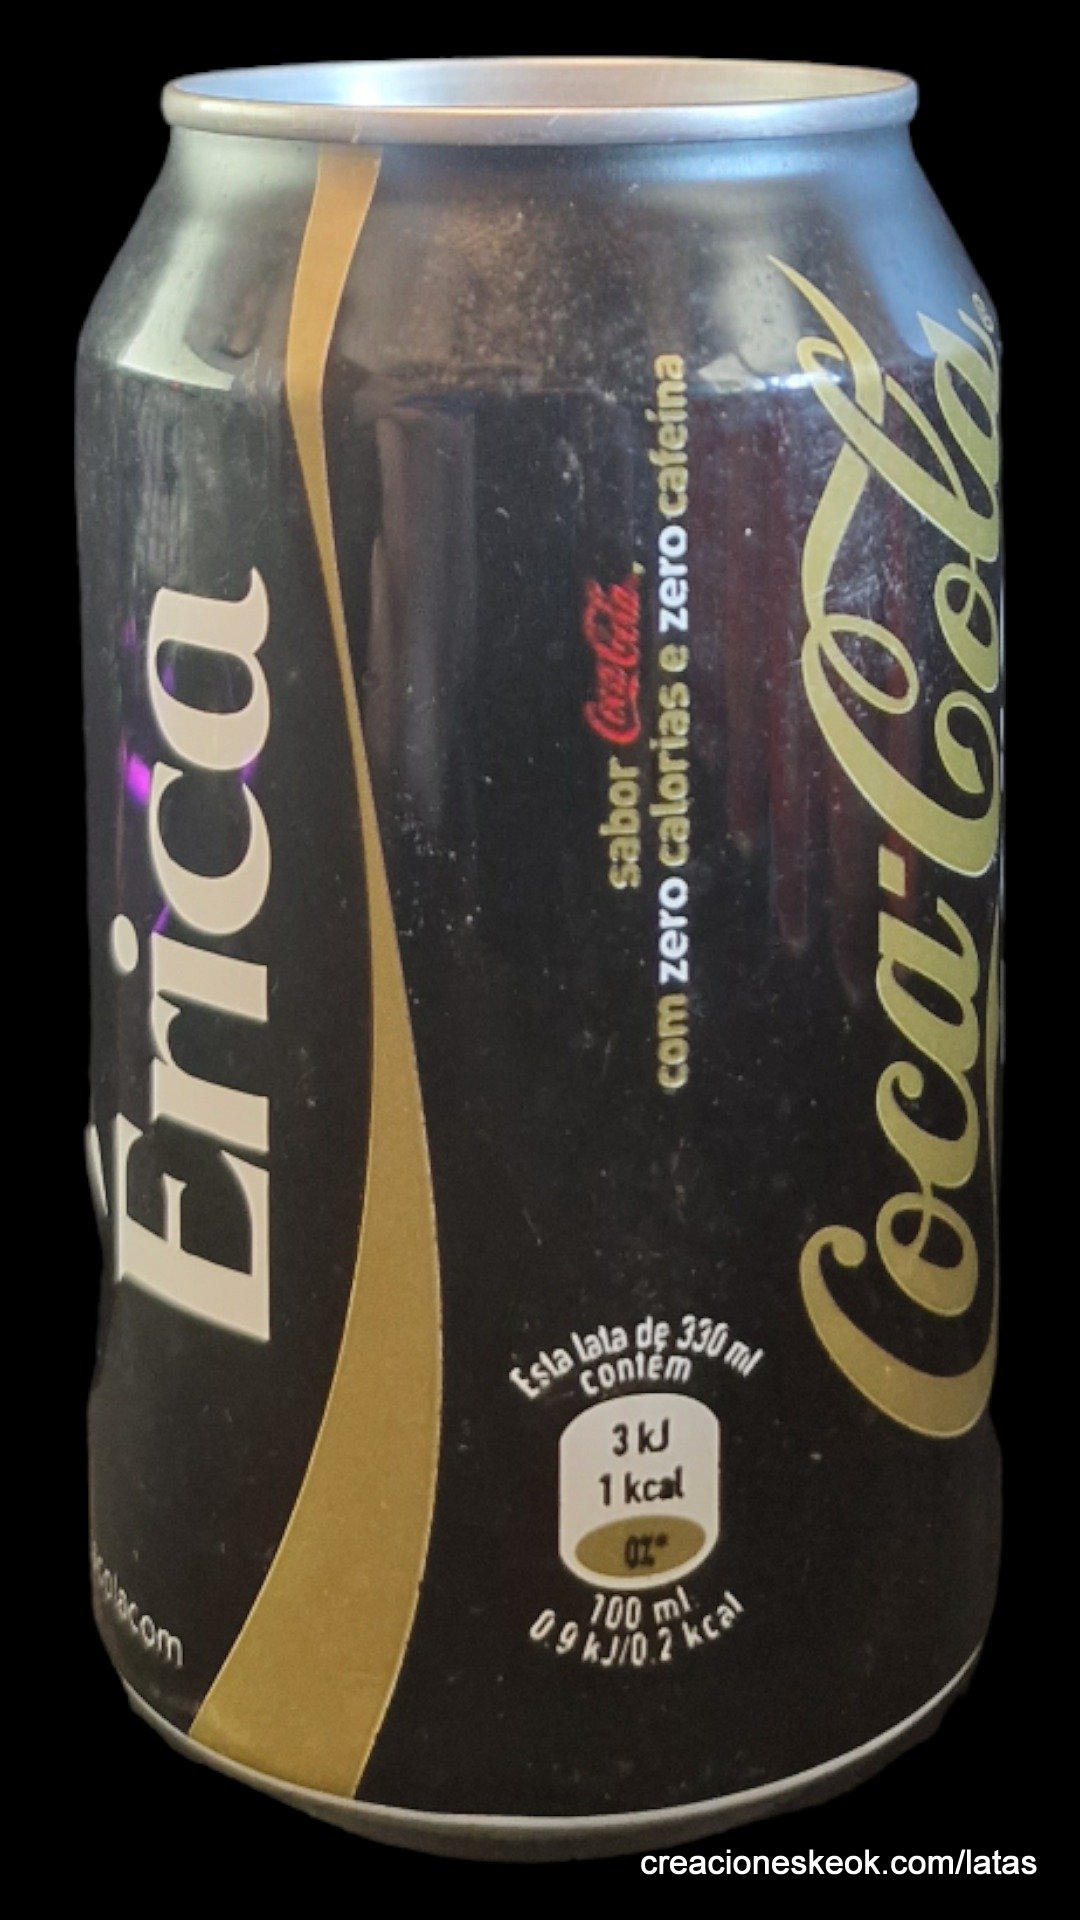 Érica
sabor Coca-Cola,
com zero calorias e zero cafeína
Coca-Cola®
Esta lata de 330 ml
contém
3 kJ
1 kcal
0%*
100 ml:
0.9 kJ/0.2 kcal
creacioneskeok.com/latas